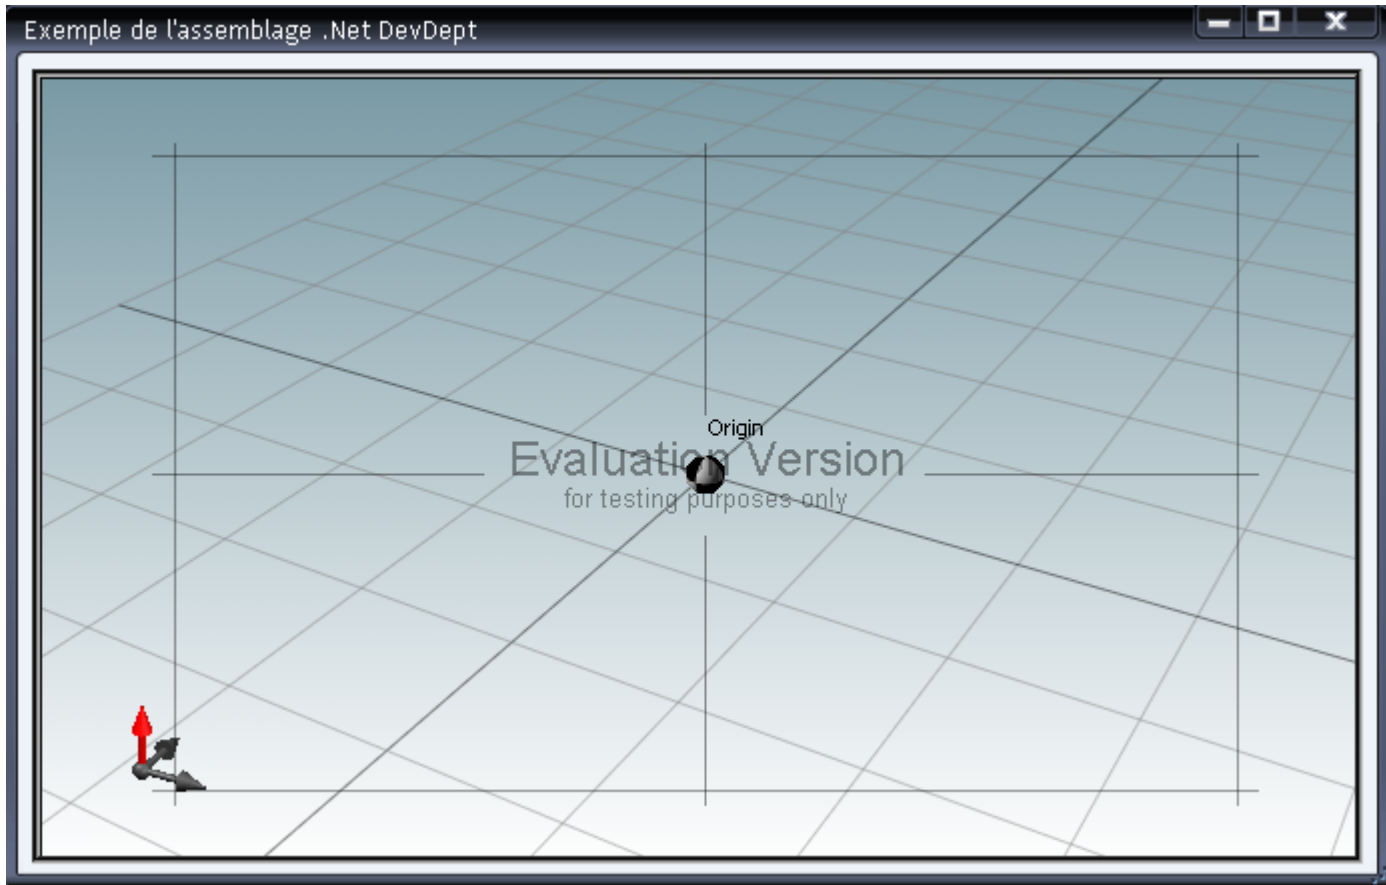 Exemple de l'assemblage .Net DevDept
Origin
Evaluation Version
for testing purposes only